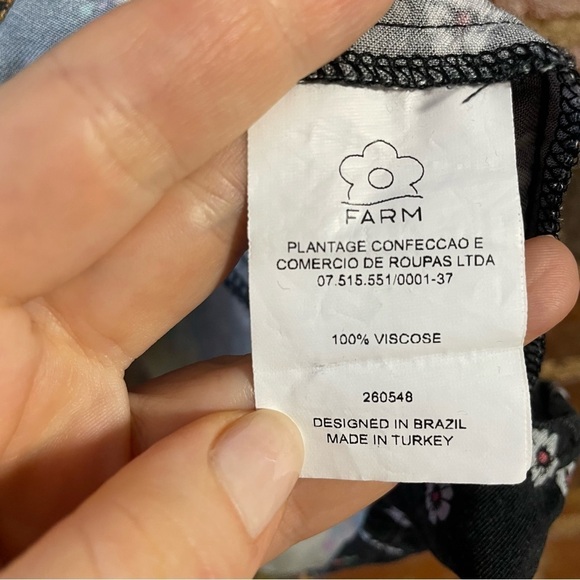 FARM
PLANTAGE CONFECCAO E
COMERCIO DE ROUPAS LTDA
07.515.551/0001-37
100% VISCOSE
260548
DESIGNED IN BRAZIL
MADE IN TURKEY